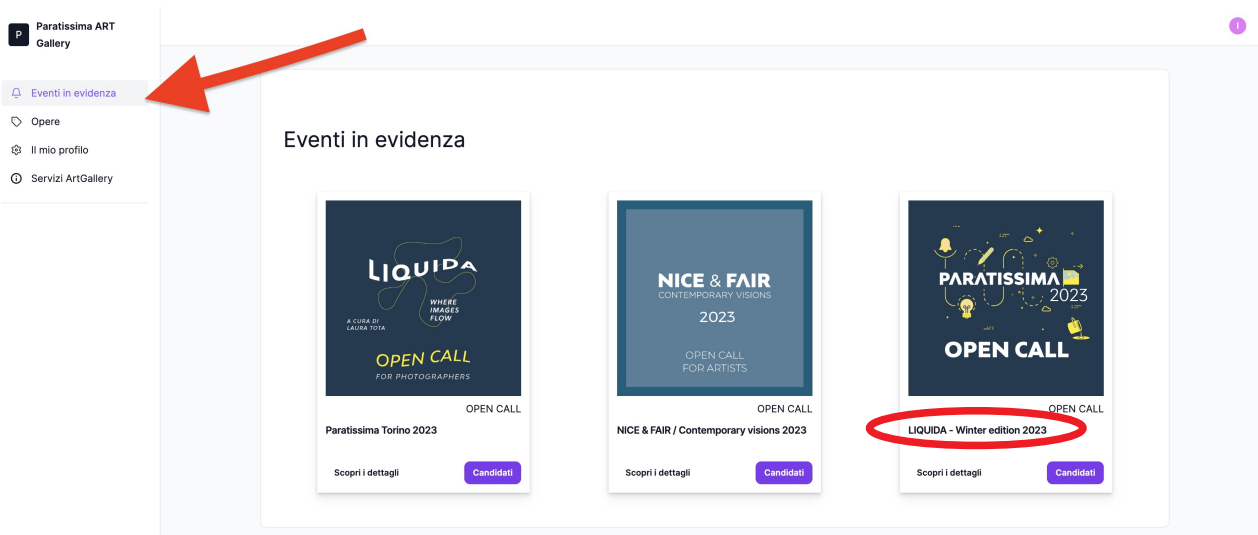 P
Paratissima ART
Gallery
I
Eventi in evidenza
Opere
Il mio profilo
Servizi ArtGallery
Eventi in evidenza
LIQUIDA
WHERE
IMAGES
FLOW
A CURA DI
LAURA TOTA
OPEN CALL
FOR PHOTOGRAPHERS
OPEN CALL
Paratissima Torino 2023
Scopri i dettagli
Candidati
NICE & FAIR
CONTEMPORARY VISIONS
2023
OPEN CALL
FOR ARTISTS
OPEN CALL
NICE & FAIR / Contemporary visions 2023
Scopri i dettagli
Candidati
PARATISSIMA
2023
OPEN CALL
OPEN CALL
LIQUIDA - Winter edition 2023
Scopri i dettagli
Candidati